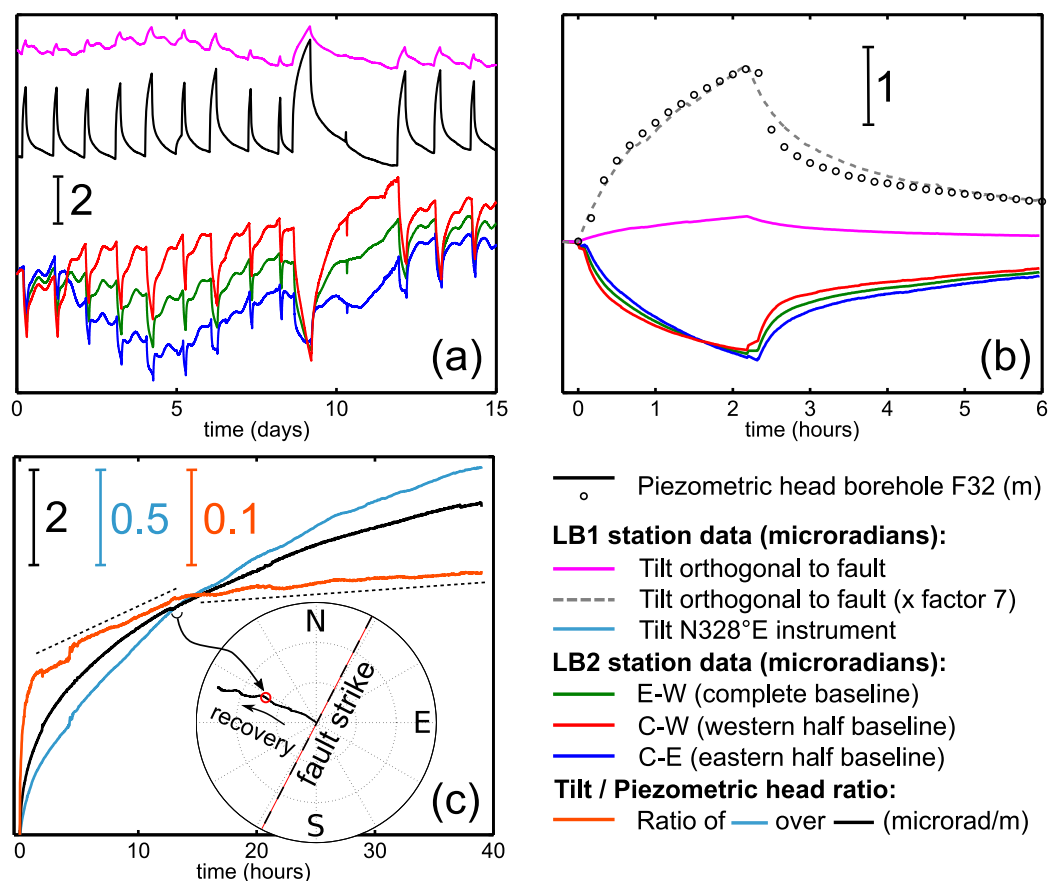 2
(a)
0 5 10 15
time (days)
1
(b)
0 1 2 3 4 5 6
time (hours)
2 0.5 0.1
N
E
S
fault strike
recovery
(c)
0 10 20 30 40
time (hours)
Piezometric head borehole F32 (m)
LB1 station data (microradians):
Tilt orthogonal to fault
Tilt orthogonal to fault (x factor 7)
Tilt N328°E instrument
LB2 station data (microradians):
E-W (complete baseline)
C-W (western half baseline)
C-E (eastern half baseline)
Tilt / Piezometric head ratio:
Ratio of over (microrad/m)